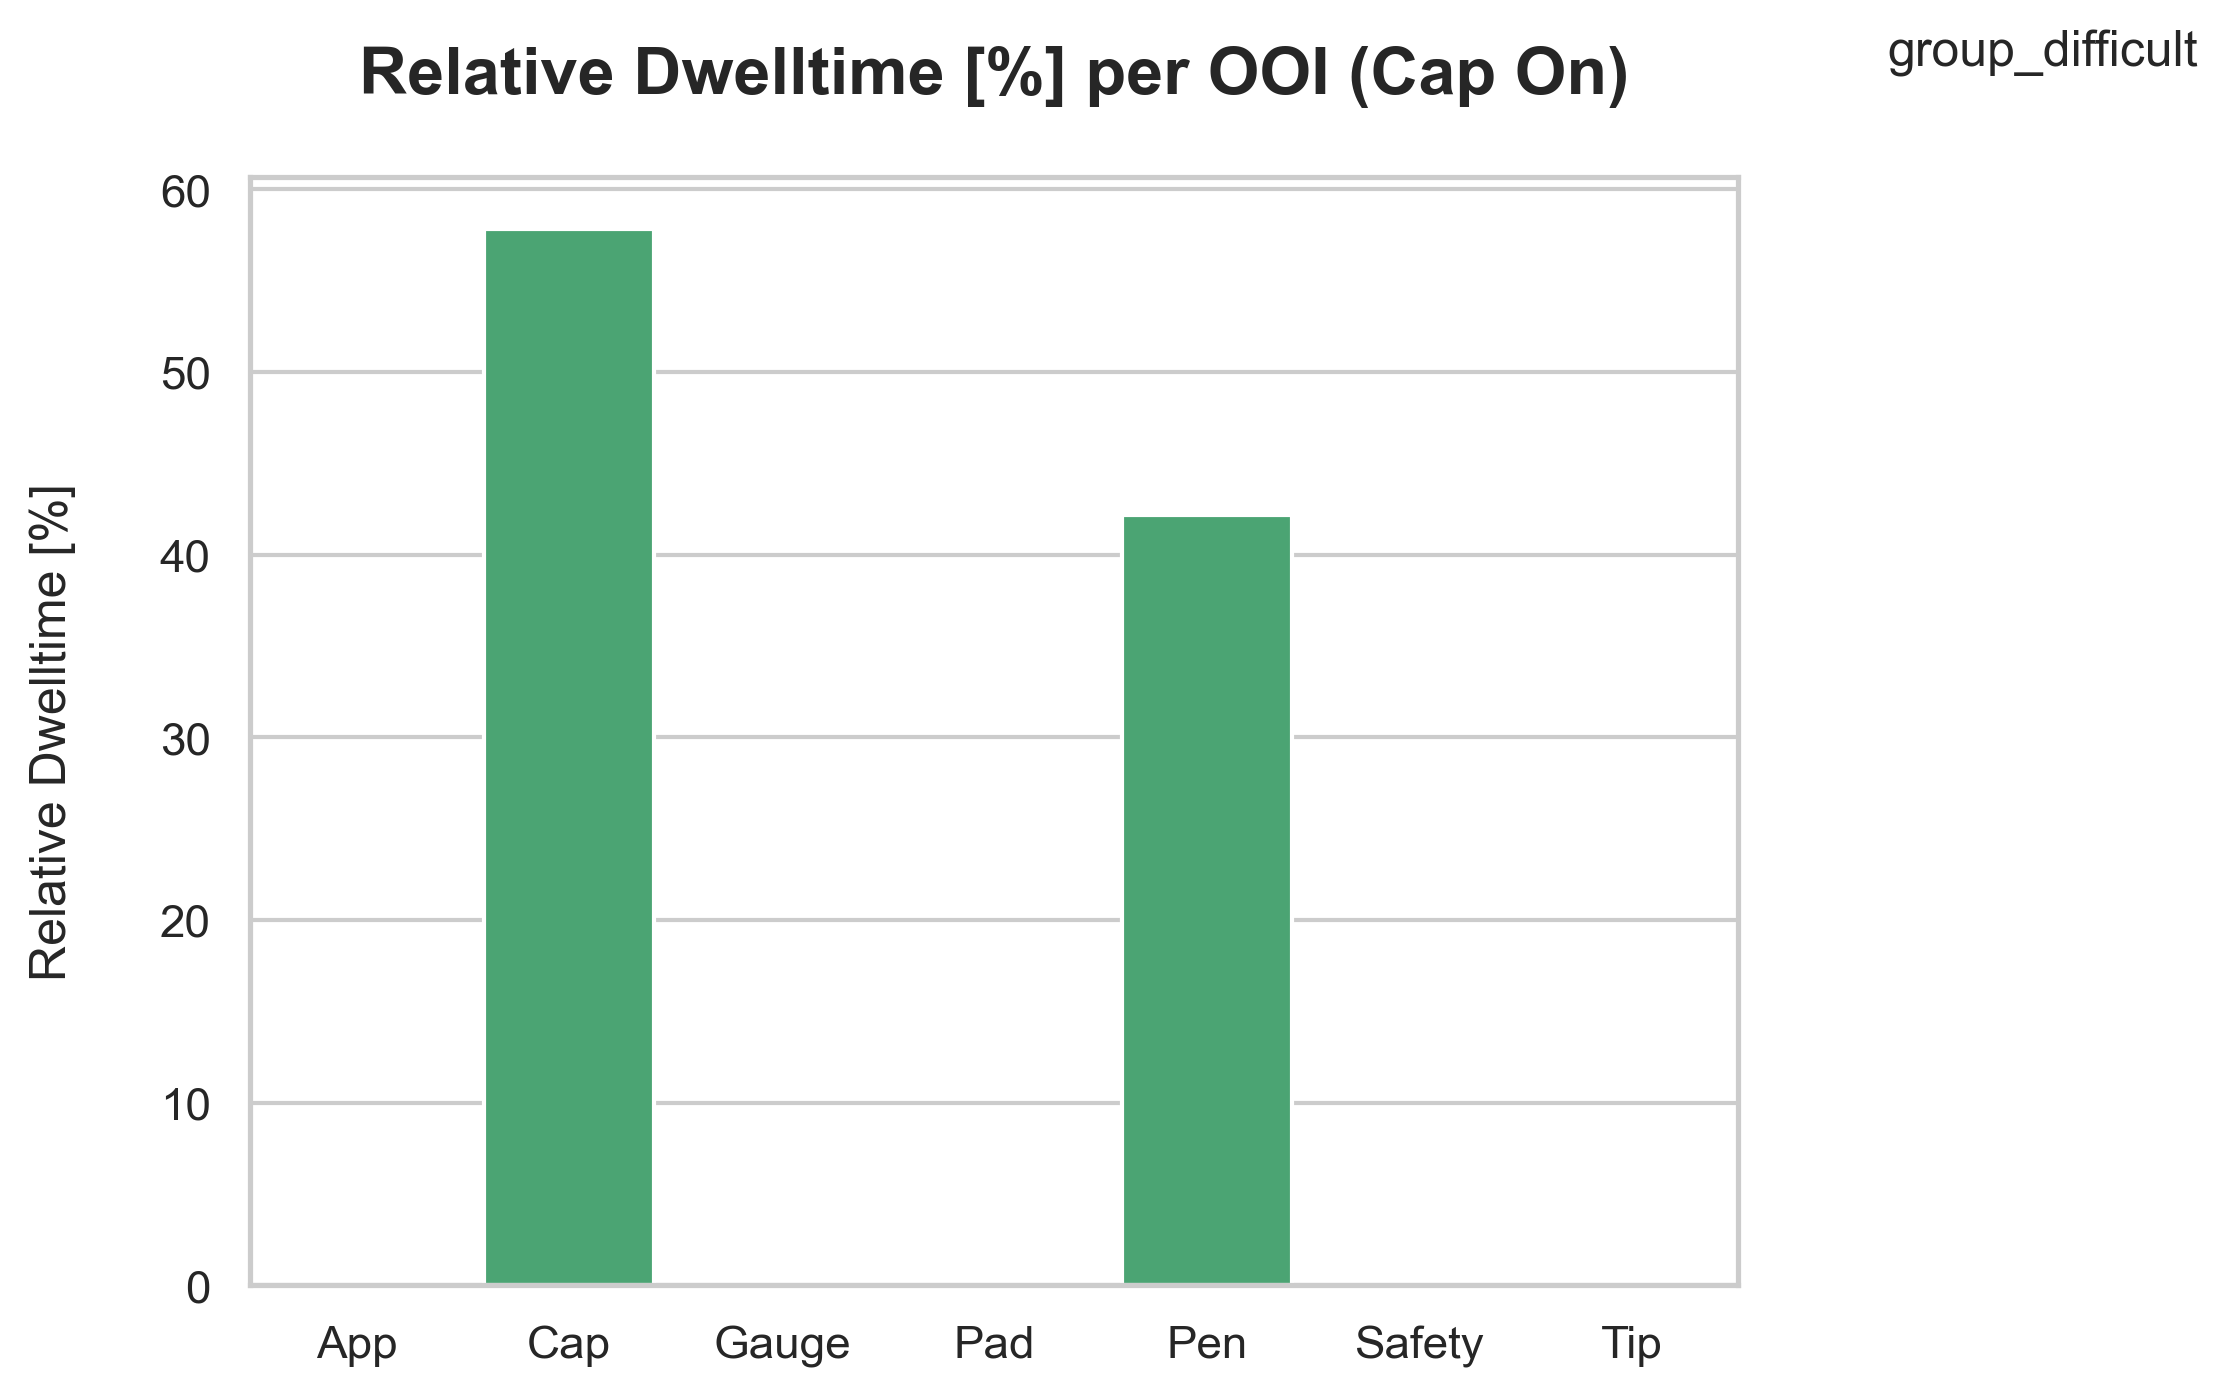 group_difficult
Relative Dwelltime [%] per OOI (Cap On)
Relative Dwelltime [%]
60
50
40
30
20
10
0
App Cap Gauge Pad Pen Safety Tip